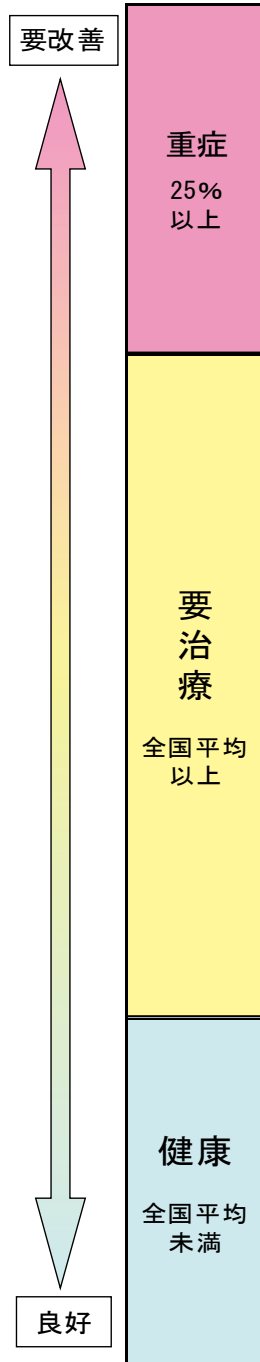 要改善
重症
25%
以上
要
治
療
全国平均
以上
健康
全国平均
未満
良好